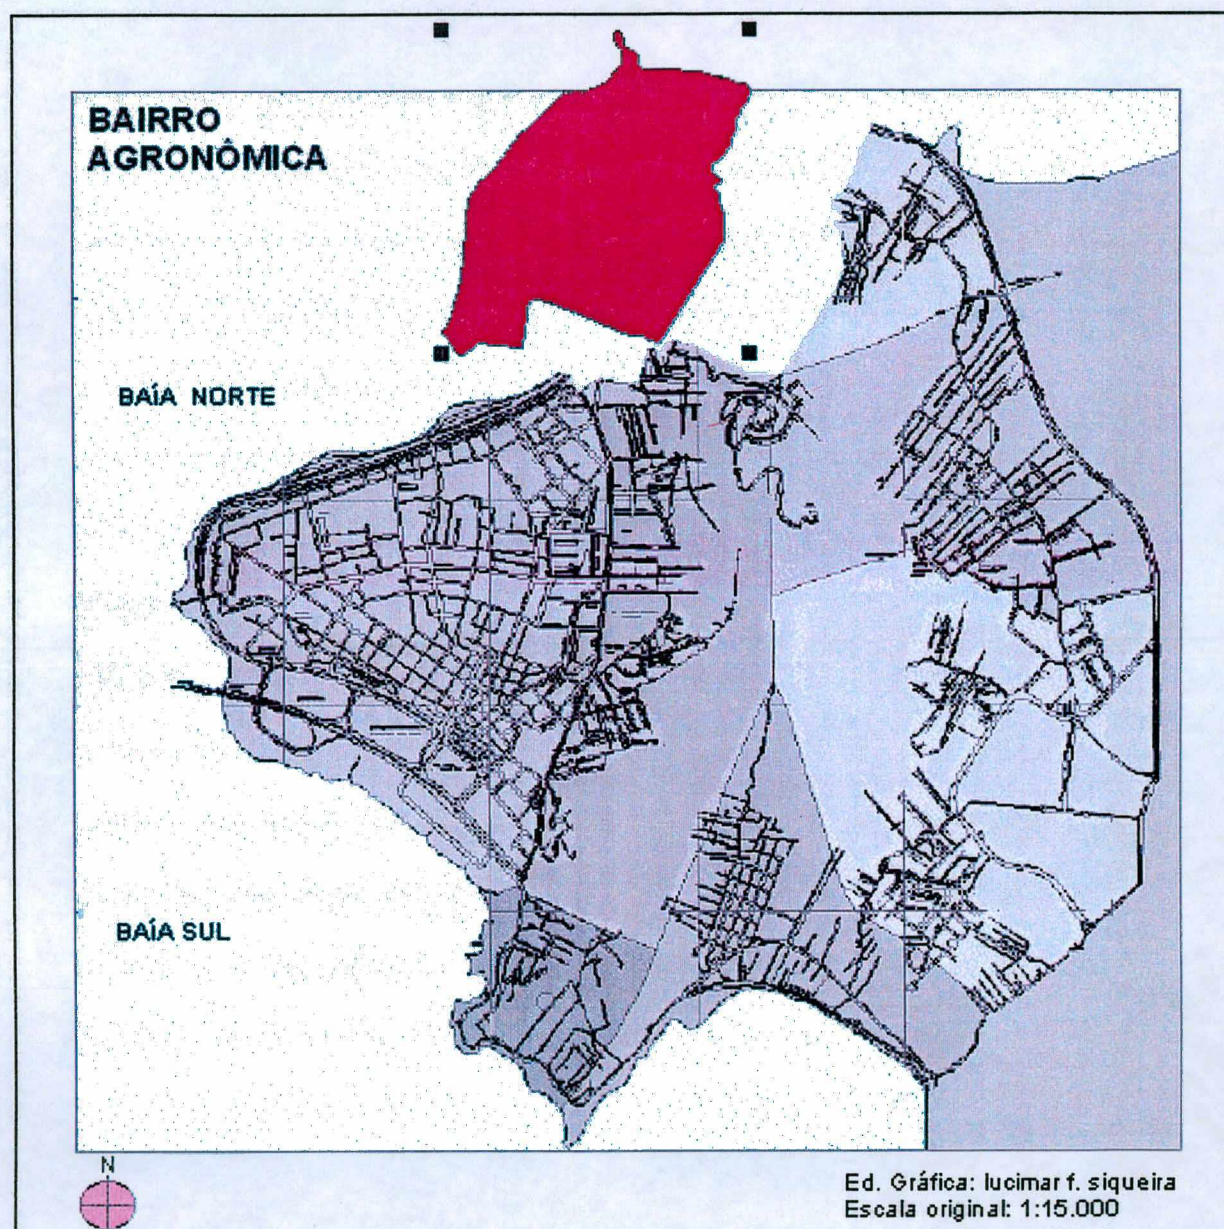 BAIRRO
AGRONÔMICA
BAÍA NORTE
BAÍA SUL
N
Ed. Gráfica: lucimar f. siqueira
Escala original: 1:15.000